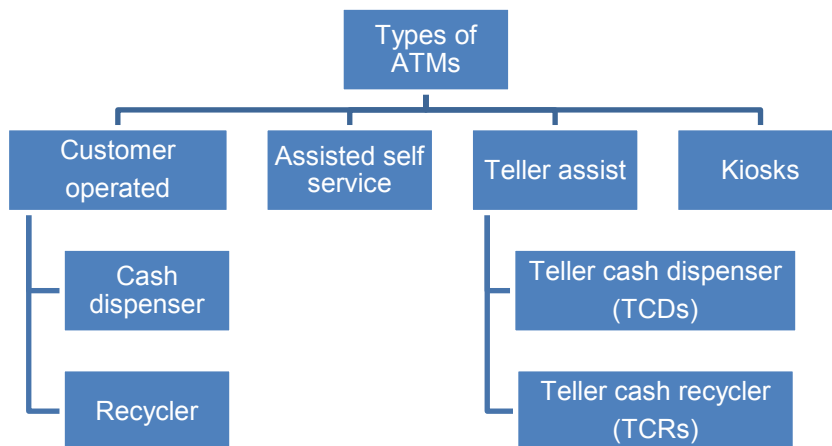 Types of
ATMs
Customer
operated
Assisted self
service
Teller assist
Kiosks
Cash
dispenser
Teller cash dispenser
(TCDs)
Recycler
Teller cash recycler
(TCRs)